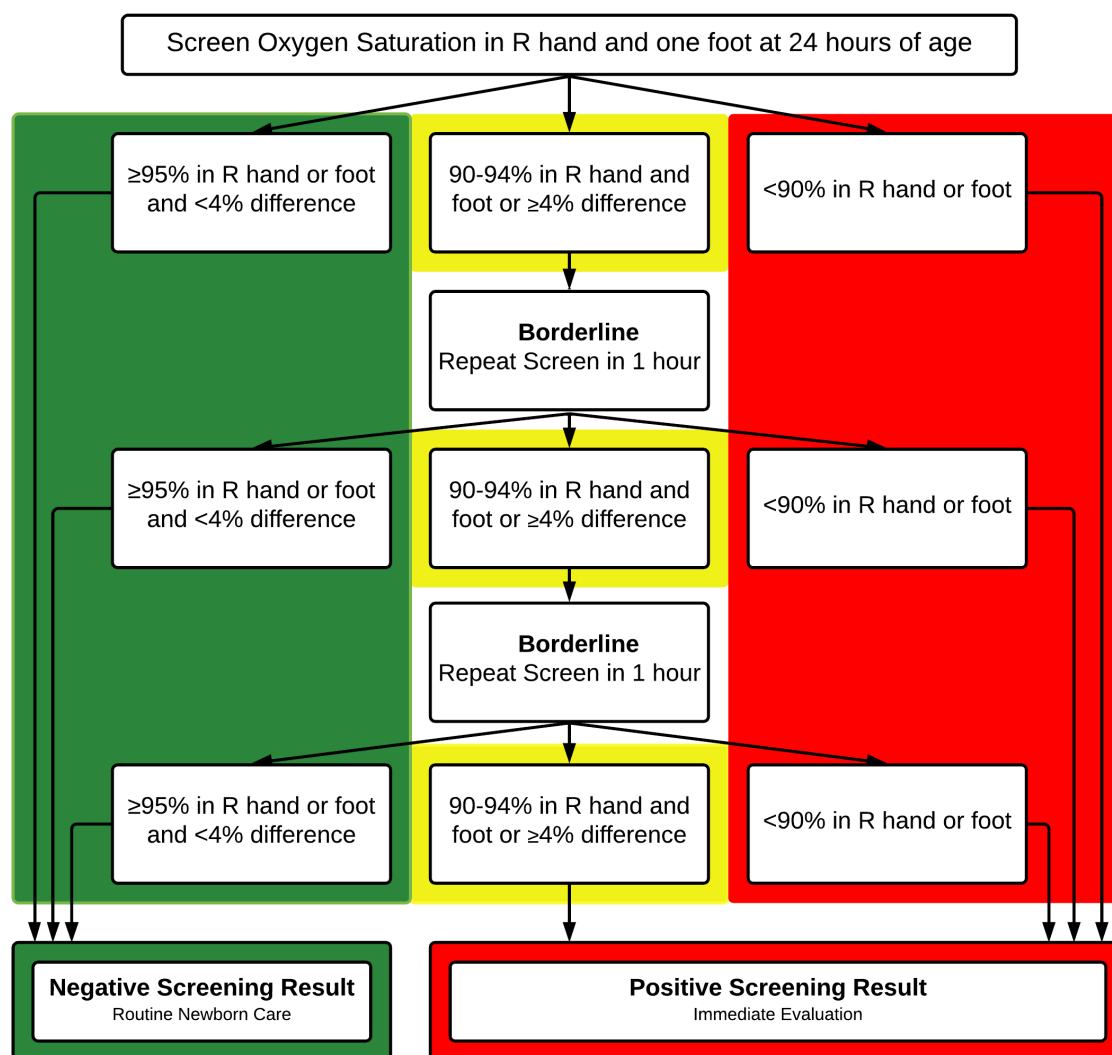 Screen Oxygen Saturation in R hand and one foot at 24 hours of age
≥95% in R hand or foot
and <4% difference
90-94% in R hand and
foot or ≥4% difference
<90% in R hand or foot
Borderline
Repeat Screen in 1 hour
≥95% in R hand or foot
and <4% difference
90-94% in R hand and
foot or ≥4% difference
<90% in R hand or foot
Borderline
Repeat Screen in 1 hour
≥95% in R hand or foot
and <4% difference
90-94% in R hand and
foot or ≥4% difference
<90% in R hand or foot
Negative Screening Result
Routine Newborn Care
Positive Screening Result
Immediate Evaluation